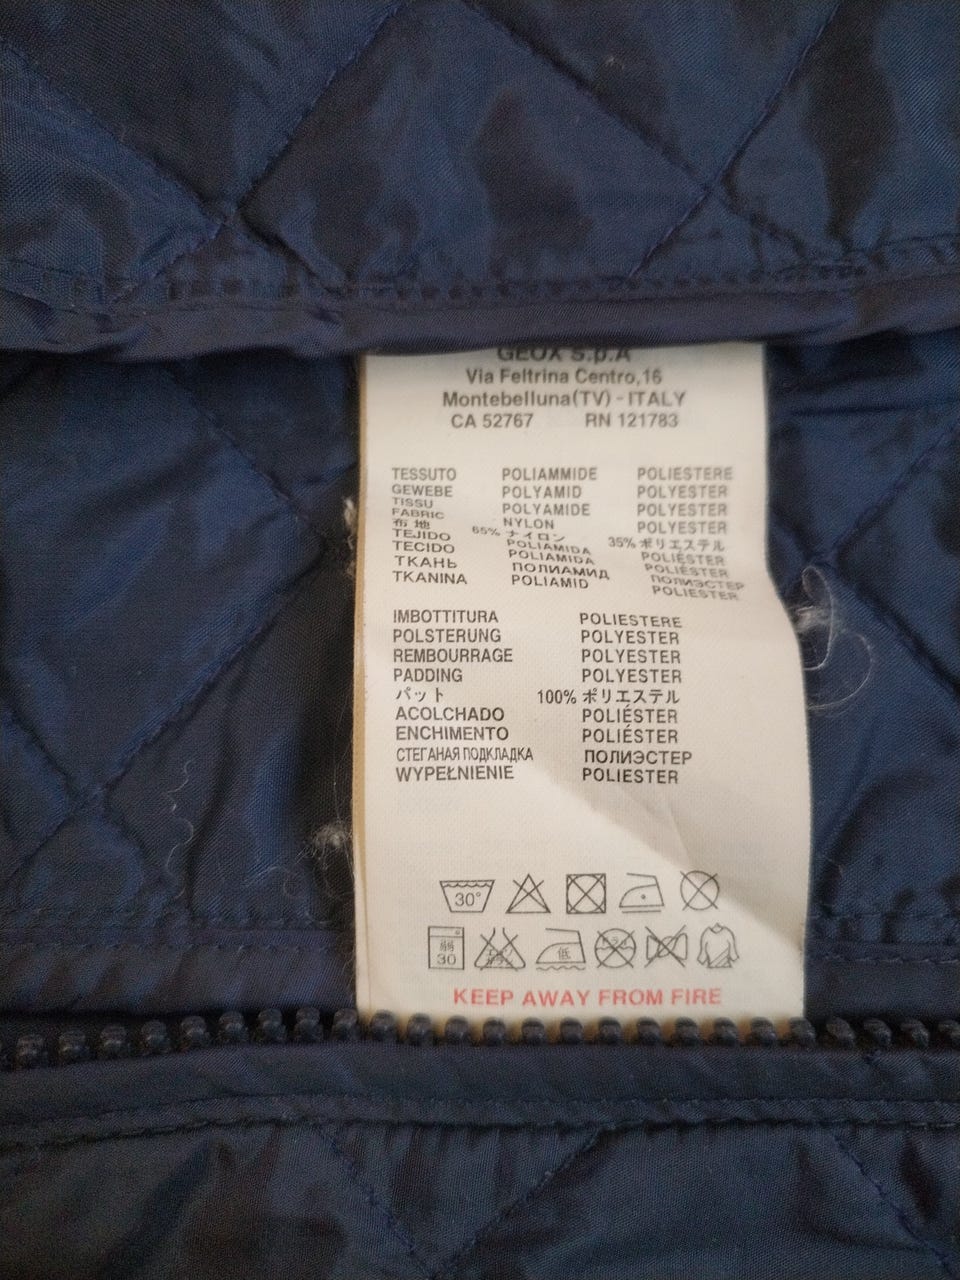 GEOX S.p.A
Via Feltrina Centro,16
Montebelluna(TV) - ITALY
CA 52767 RN 121783
TESSUTO POLIAMMIDE POLIESTERE
GEWEBE POLYAMID POLYESTER
TISSU POLYAMIDE POLYESTER
FABRIC NYLON POLYESTER
布地 65% ナイロン 35% ポリエステル
TEJIDO POLIAMIDA POLIÉSTER
TECIDO POLIAMIDA POLIÉSTER
ТКАНЬ ПОЛИАМИД ПОЛИЭСТЕР
TKANINA POLIAMID POLIESTER
IMBOTTITURA POLIESTERE
POLSTERUNG POLYESTER
REMBOURRAGE POLYESTER
PADDING POLYESTER
パット 100% ポリエステル
ACOLCHADO POLIÉSTER
ENCHIMENTO POLIÉSTER
СТЕГАНАЯ ПОДКЛАДКА ПОЛИЭСТЕР
WYPEŁNIENIE POLIESTER
30°
弱 低
30
KEEP AWAY FROM FIRE